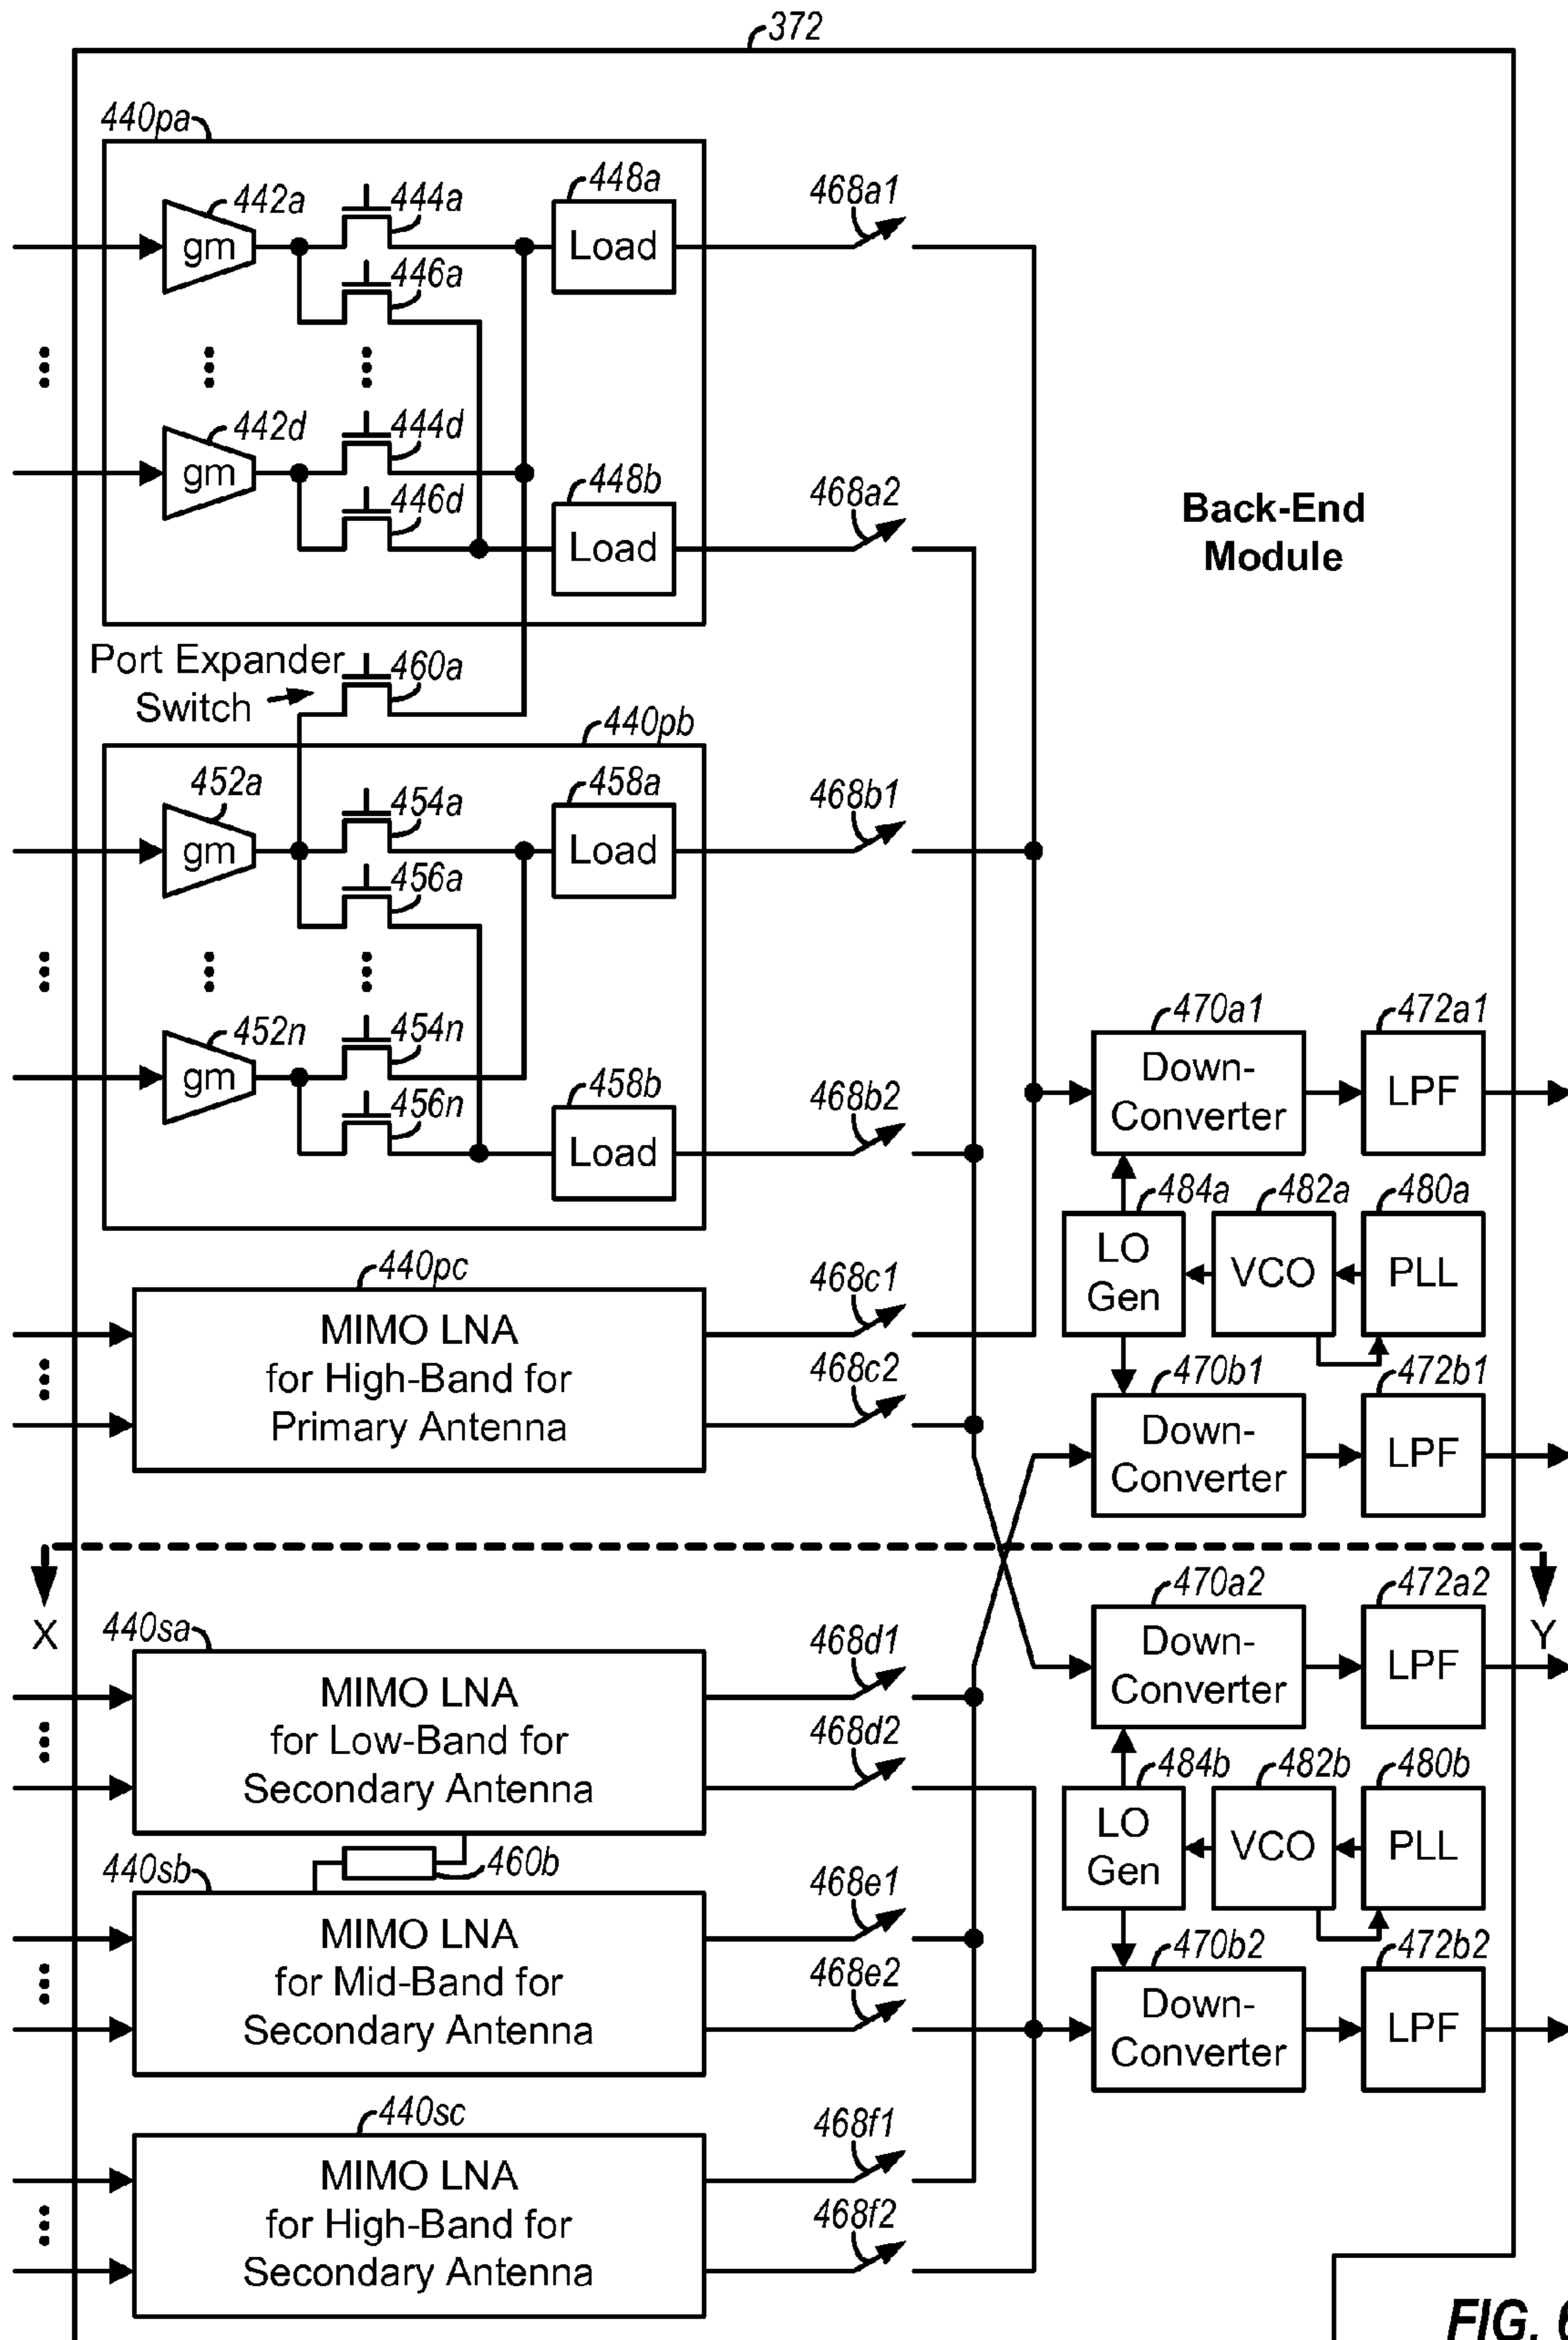 372
440pa
442a
444a
448a
468a1
gm
Load
446a
442d
444d
448b
468a2
gm
446d
Load
Back-End
Module
Port Expander
Switch
460a
440pb
452a
454a
458a
468b1
gm
Load
456a
452n
454n
458b
468b2
gm
456n
Load
470a1
472a1
Down-
Converter
LPF
484a
482a
480a
LO
Gen
VCO
PLL
440pc
468c1
MIMO LNA
for High-Band for
Primary Antenna
468c2
470b1
472b1
Down-
Converter
LPF
X
Y
440sa
468d1
MIMO LNA
for Low-Band for
Secondary Antenna
468d2
470a2
472a2
Down-
Converter
LPF
484b
482b
480b
LO
Gen
VCO
PLL
460b
440sb
468e1
MIMO LNA
for Mid-Band for
Secondary Antenna
468e2
470b2
472b2
Down-
Converter
LPF
440sc
468f1
MIMO LNA
for High-Band for
Secondary Antenna
468f2
FIG. 6